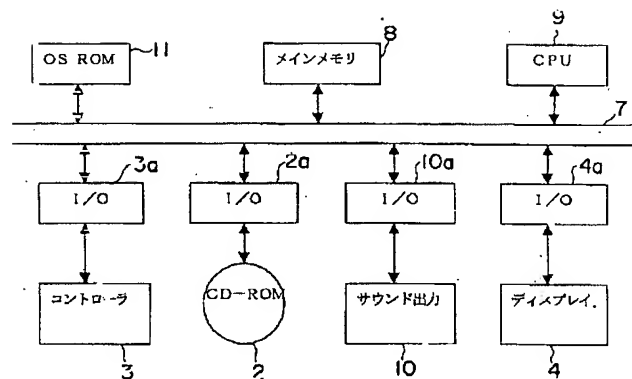 11
8
9
OS ROM
メインメモリ
CPU
7
3a
2a
10a
4a
I/O
I/O
I/O
I/O
コントローラ
CD-ROM
サウンド出力
ディスプレイ
3
2
10
4